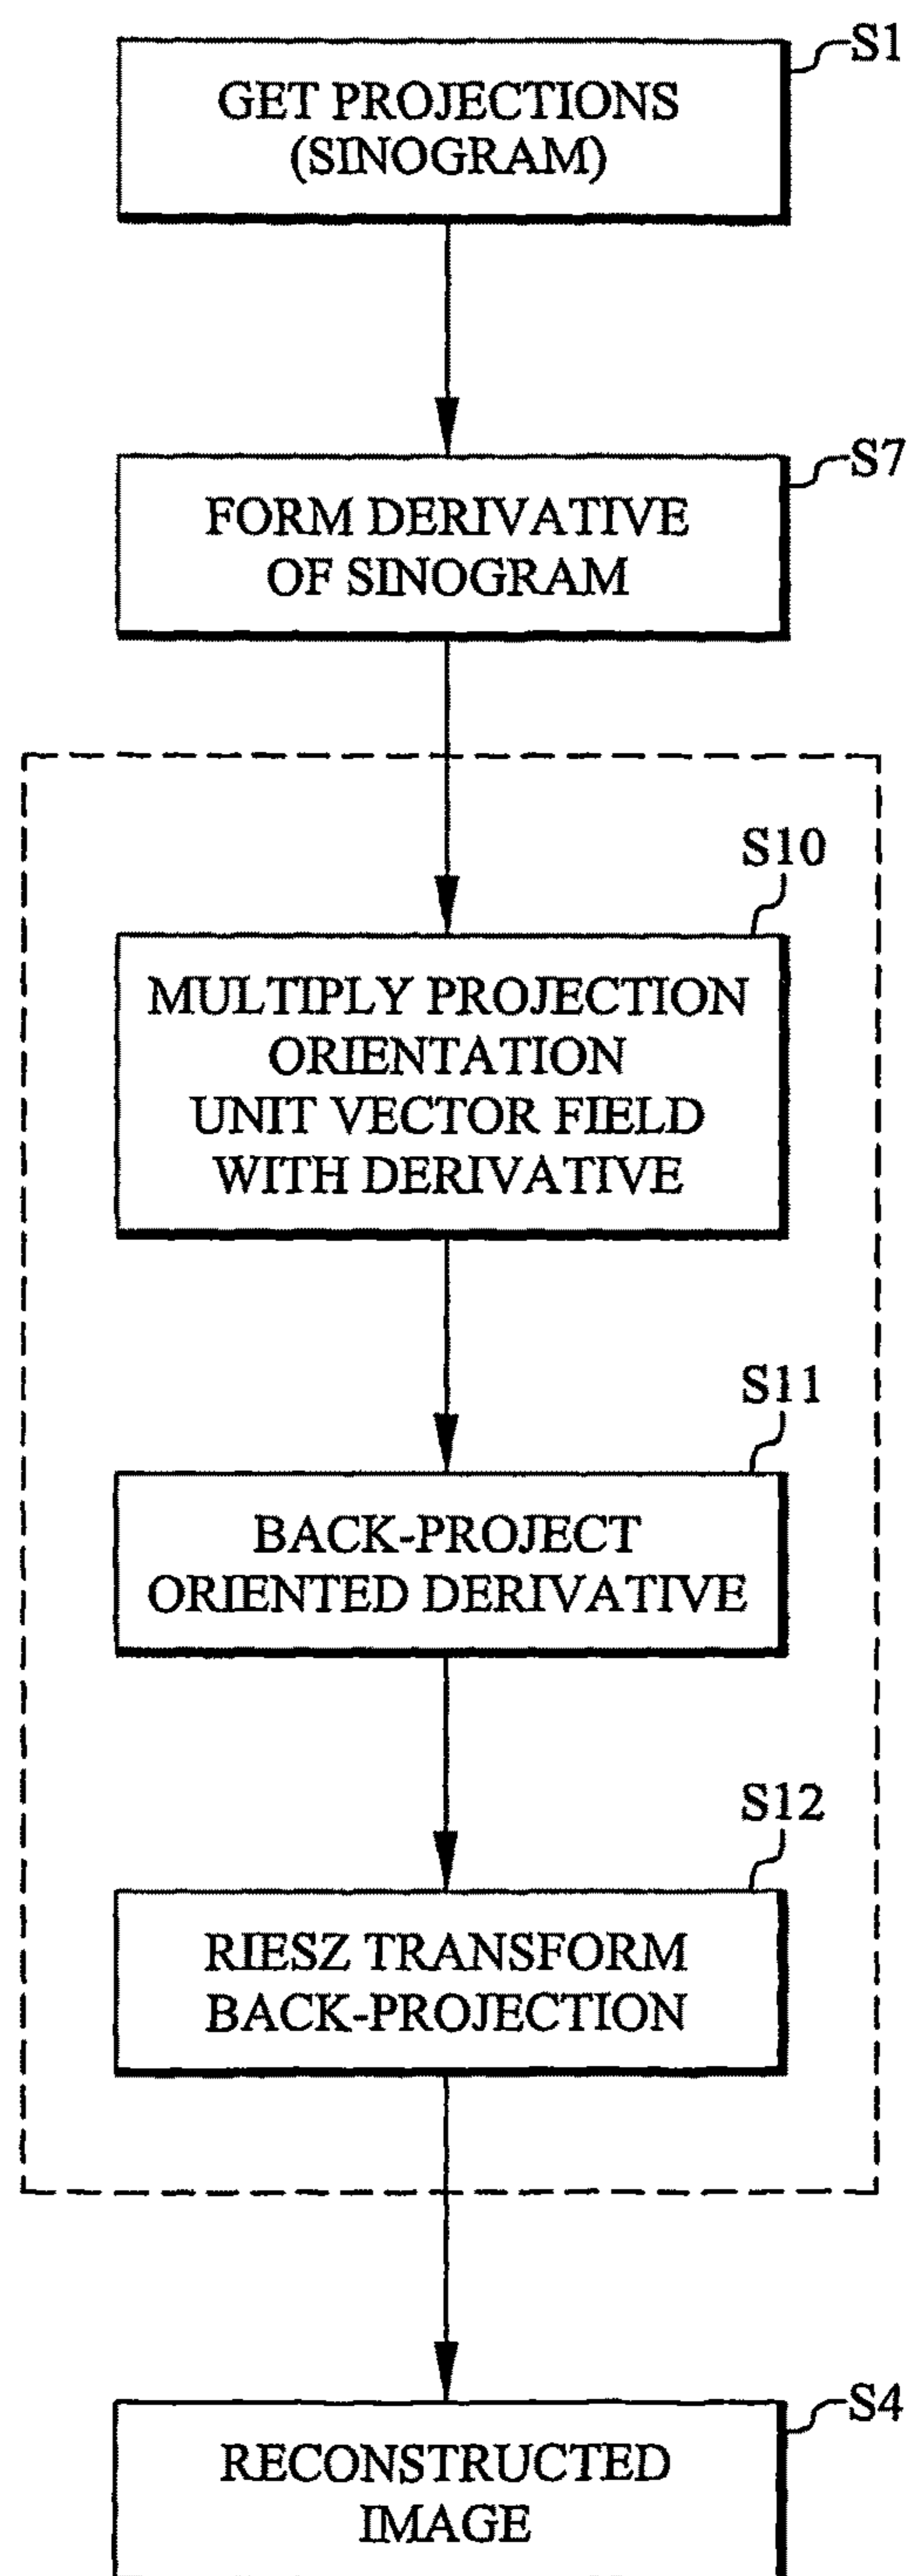 S1
GET PROJECTIONS
(SINOGRAM)
S7
FORM DERIVATIVE
OF SINOGRAM
S10
MULTIPLY PROJECTION
ORIENTATION
UNIT VECTOR FIELD
WITH DERIVATIVE
S11
BACK-PROJECT
ORIENTED DERIVATIVE
S12
RIESZ TRANSFORM
BACK-PROJECTION
S4
RECONSTRUCTED
IMAGE